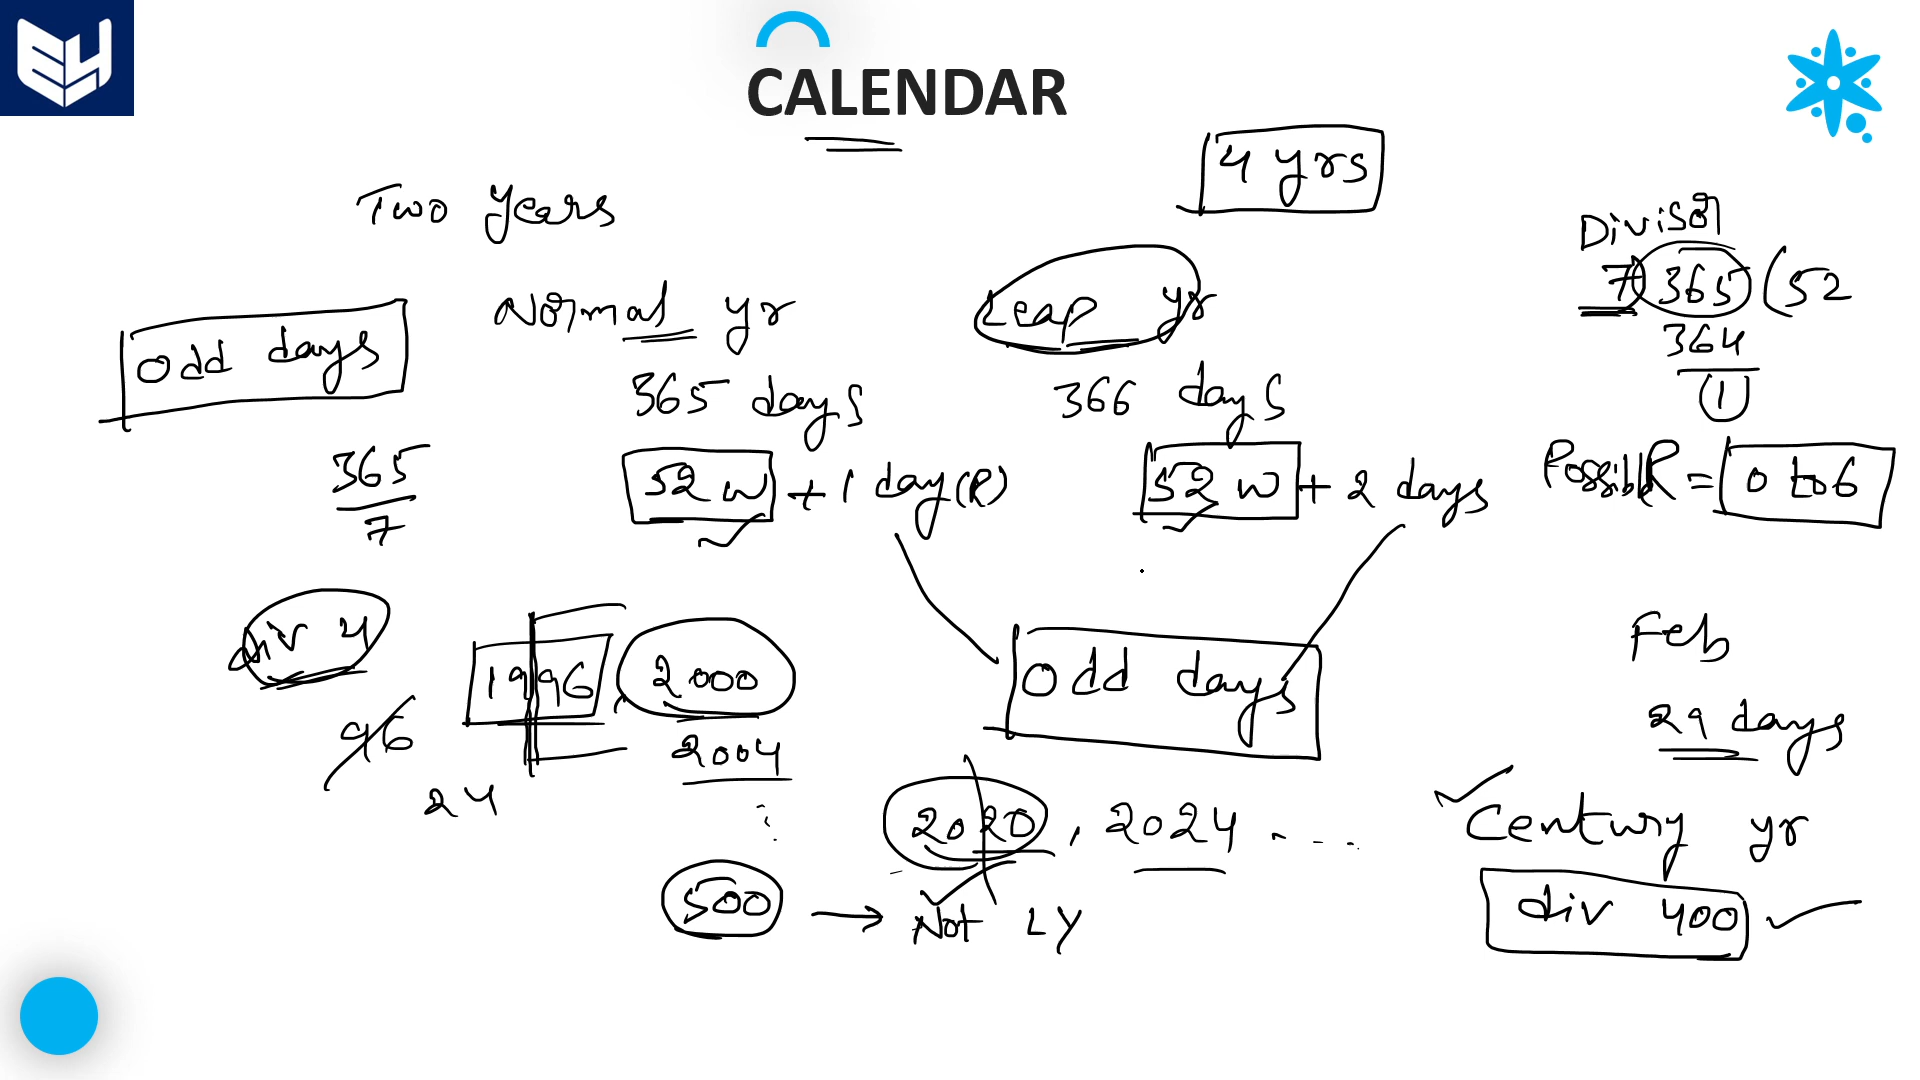 CALENDAR
4 yrs
Two Years
Divisor
7) 365 (52
364
1
Normal yr
Leap yr
odd days
365 days
366 days
365
7
52 w + 1 day (R)
52 w + 2 days
Possible R = 0 to 6
div 4
1996, 2000
2004
odd days
Feb
29 days
96
24
2020, 2024 ....
Century yr
div 400
500 → Not LY